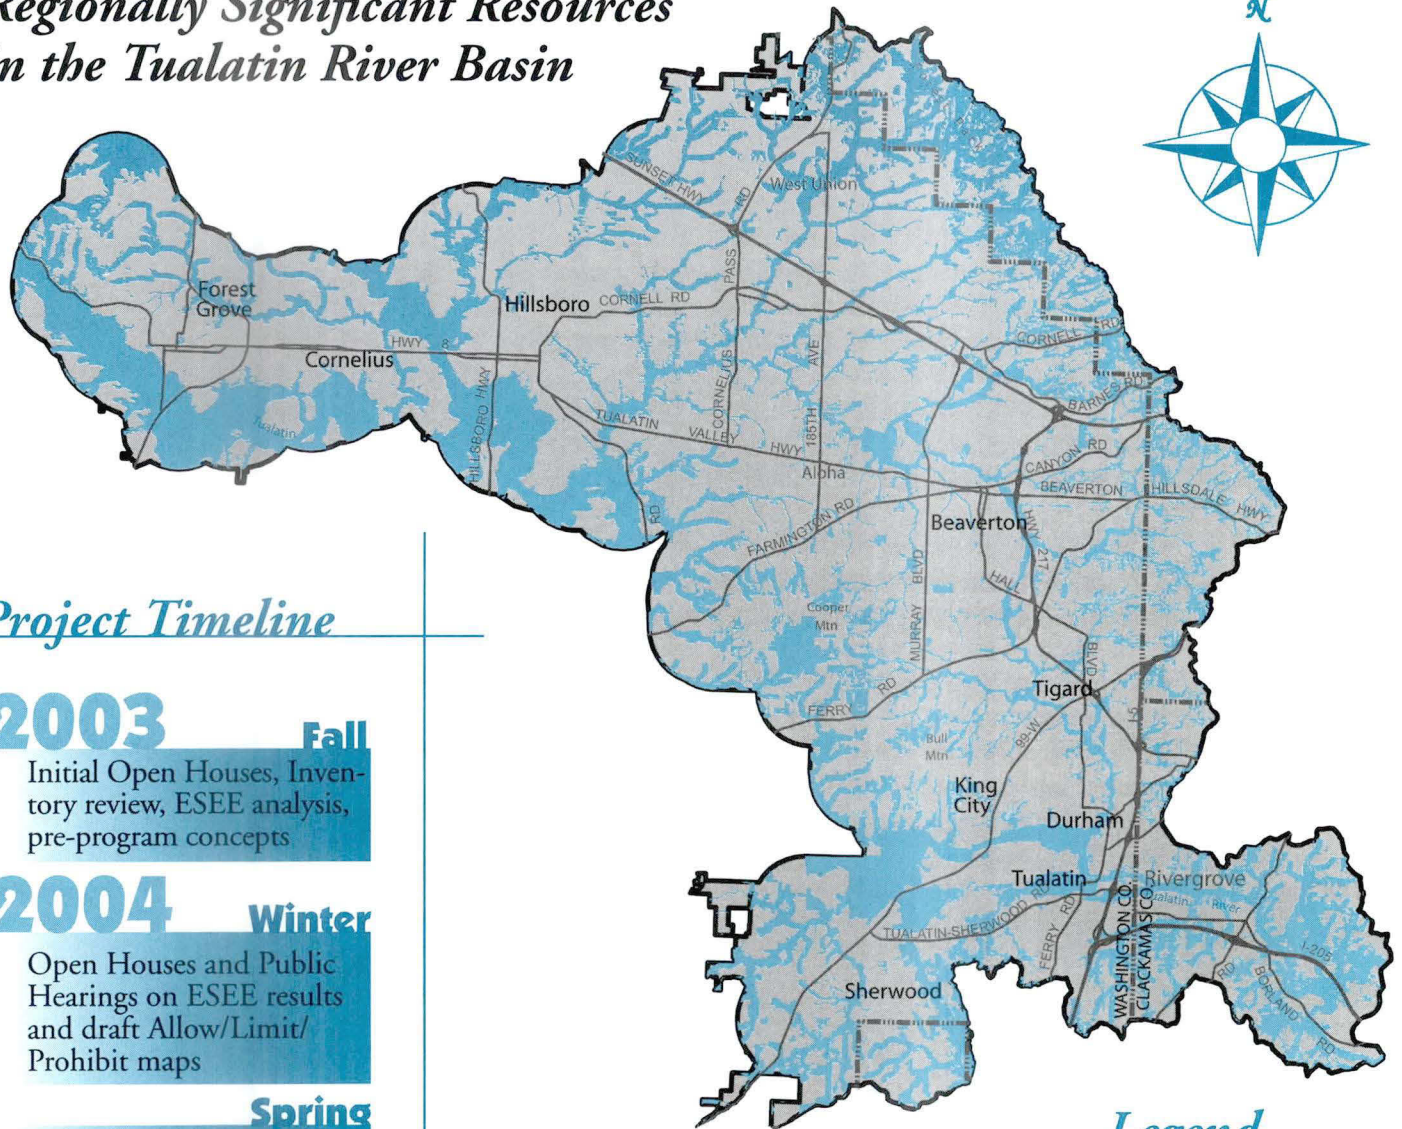 Regionally Significant Resources
in the Tualatin River Basin
N
SUNSET HWY
West Union
RD
PASS
Forest
Grove
Hillsboro
CORNELL RD
CORNELL RD
HWY 8
Cornelius
HILLSBORO HWY
CORNELIUS
AVE
185TH
BARNES RD
TUALATIN VALLEY HWY
Tualatin
Aloha
CANYON RD
BEAVERTON HILLSDALE HWY
RD
FARMINGTON RD
Beaverton
HWY 217
HALL
BLVD
MURRAY BLVD
Cooper
Mtn
Tigard
FERRY RD
I-5
99-W
Bull
Mtn
King
City
Durham
Tualatin
Rivergrove
Tualatin River
TUALATIN-SHERWOOD RD
FERRY RD
WASHINGTON CO.
CLACKAMAS CO.
I-205
RD
BORLAND RD
Sherwood
Project Timeline
2003 Fall
Initial Open Houses, Inven-
tory review, ESEE analysis,
pre-program concepts
2004 Winter
Open Houses and Public
Hearings on ESEE results
and draft Allow/Limit/
Prohibit maps
Spring
Legend